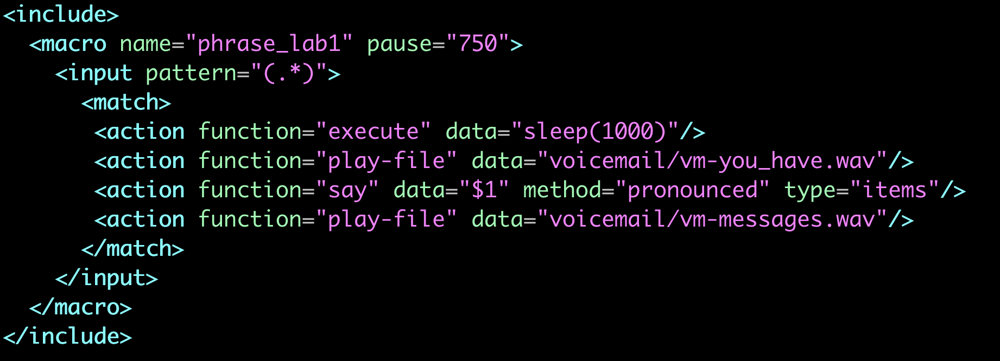 <include>
  <macro name="phrase_lab1" pause="750">
    <input pattern="(.*)">
      <match>
       <action function="execute" data="sleep(1000)"/>
       <action function="play-file" data="voicemail/vm-you_have.wav"/>
       <action function="say" data="$1" method="pronounced" type="items"/>
       <action function="play-file" data="voicemail/vm-messages.wav"/>
      </match>
    </input>
  </macro>
</include>